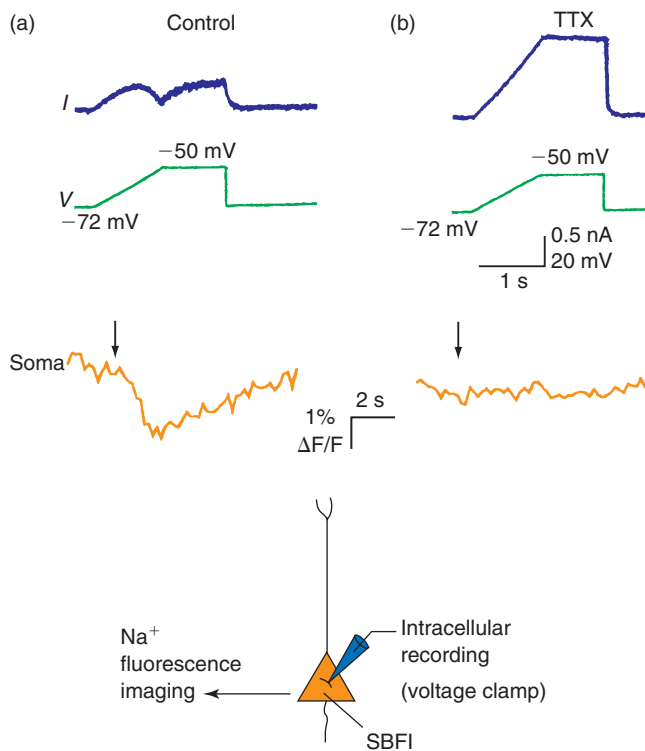 (a)
Control
(b)
TTX
I
−50 mV
V
−72 mV
−50 mV
−72 mV
0.5 nA
20 mV
1 s
Soma
2 s
1%
ΔF/F
Na+
fluorescence
imaging
Intracellular
recording
(voltage clamp)
SBFI